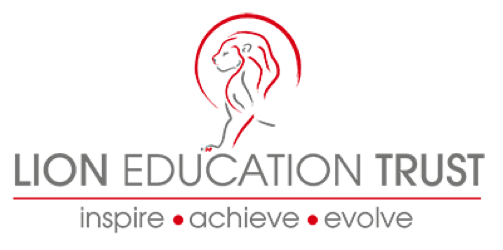 LION EDUCATION TRUST
inspire • achieve • evolve